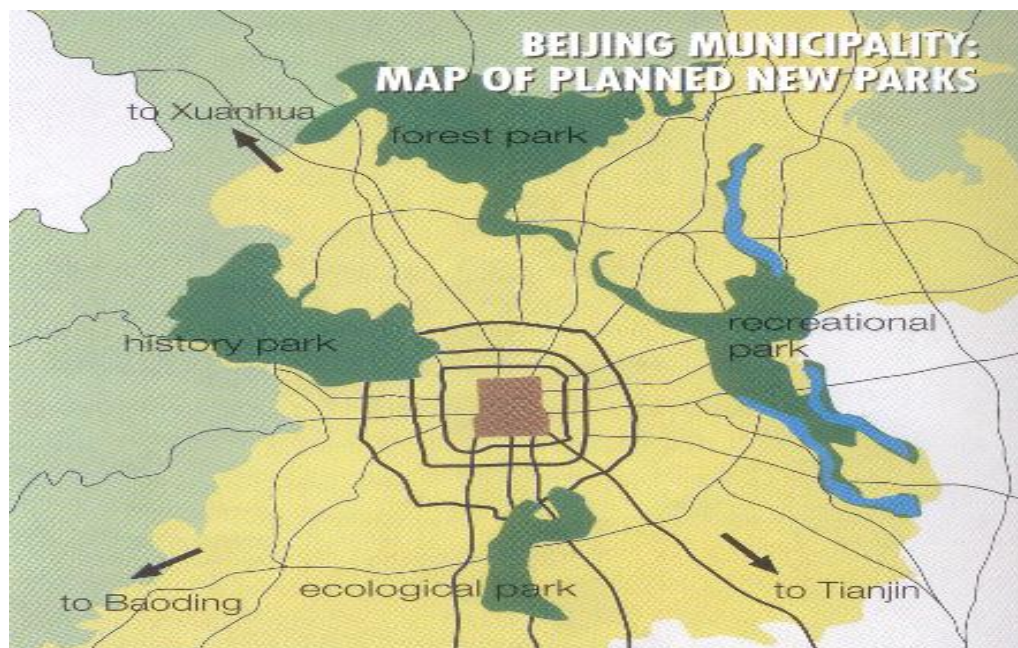 BEIJING MUNICIPALITY:
MAP OF PLANNED NEW PARKS
to Xuanhua
forest park
history park
recreational
park
ecological park
to Baoding
to Tianjin